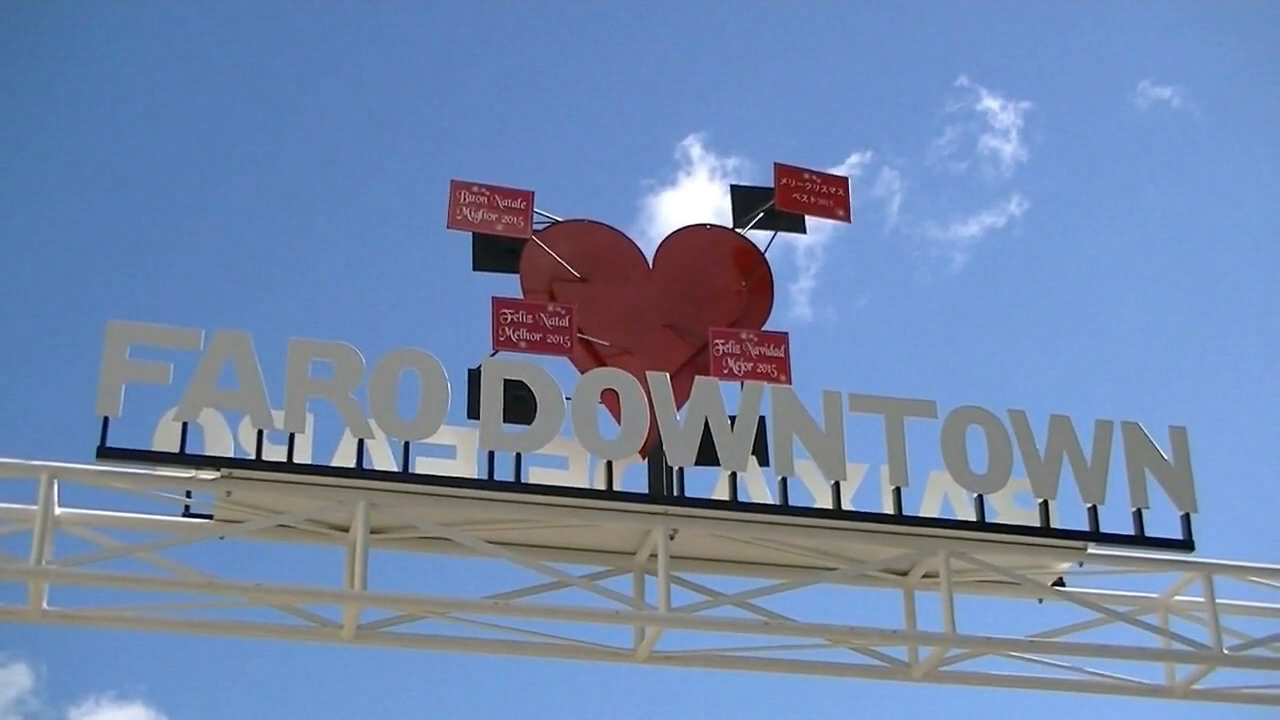 Buon Natale
Miglior 2015
メリークリスマス
ベスト2015
Feliz Natal
Melhor 2015
Feliz Navidad
Mejor 2015
FARO DOWNTOWN